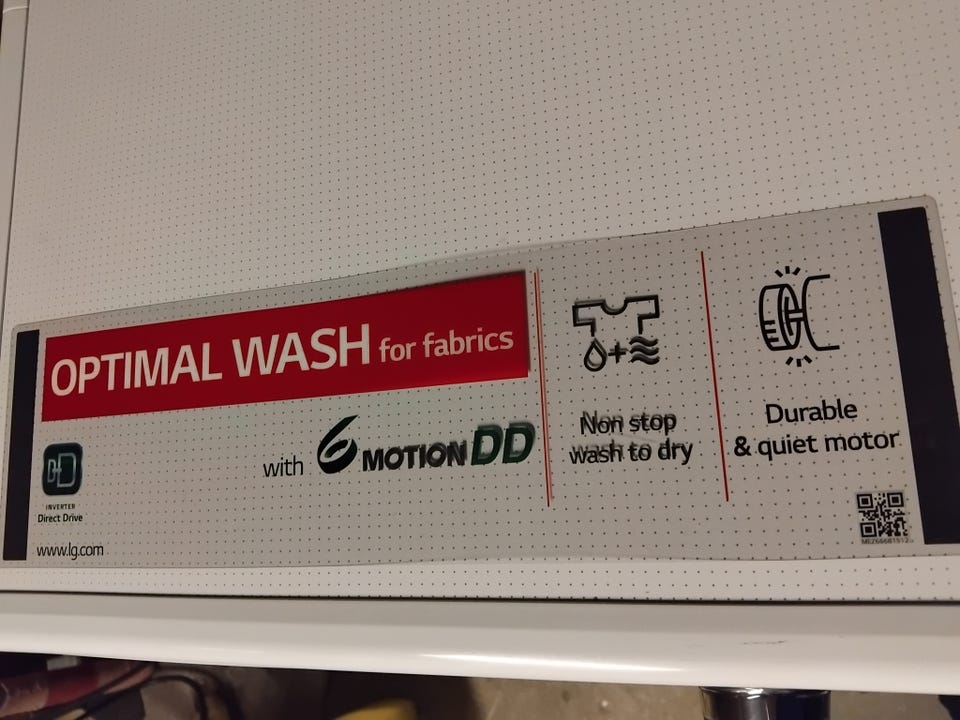 OPTIMAL WASH for fabrics
with 6 MOTION DD
INVERTER
Direct Drive
www.lg.com
Non stop
wash to dry
Durable
& quiet motor